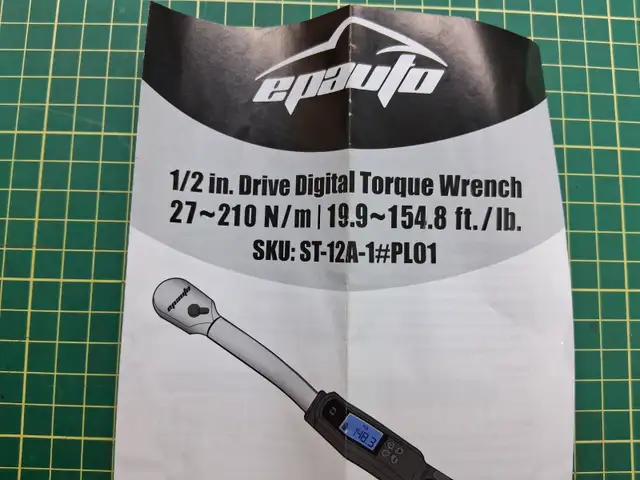 epauto
1/2 in. Drive Digital Torque Wrench
27~210 N/m | 19.9~154.8 ft./lb.
SKU: ST-12A-1#PL01
epauto
148.3